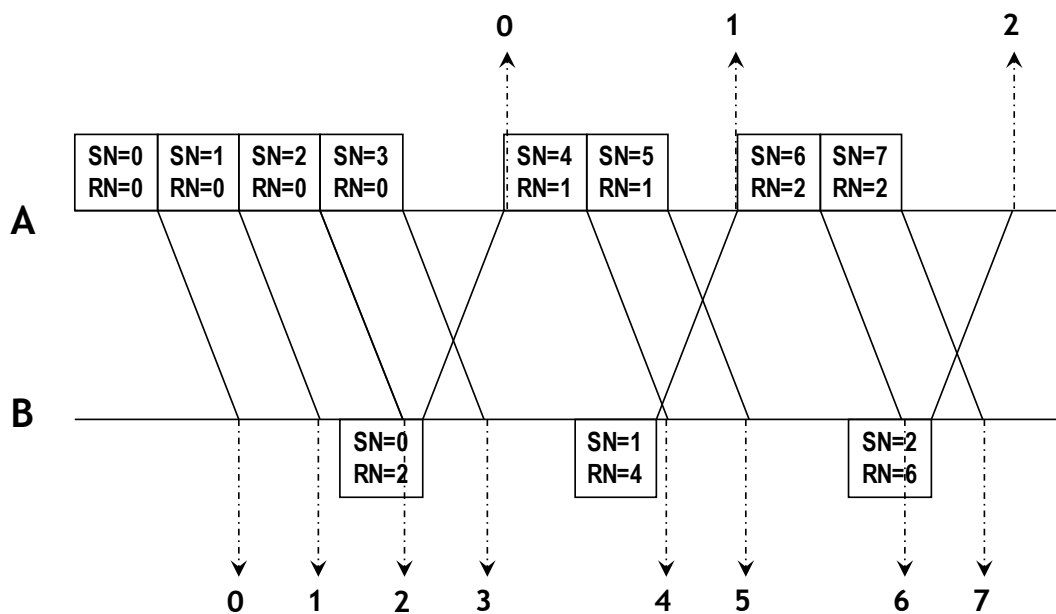 0 1 2
SN=0 SN=1 SN=2 SN=3 SN=4 SN=5 SN=6 SN=7
RN=0 RN=0 RN=0 RN=0 RN=1 RN=1 RN=2 RN=2
A
B
SN=0 SN=1 SN=2
RN=2 RN=4 RN=6
0 1 2 3 4 5 6 7